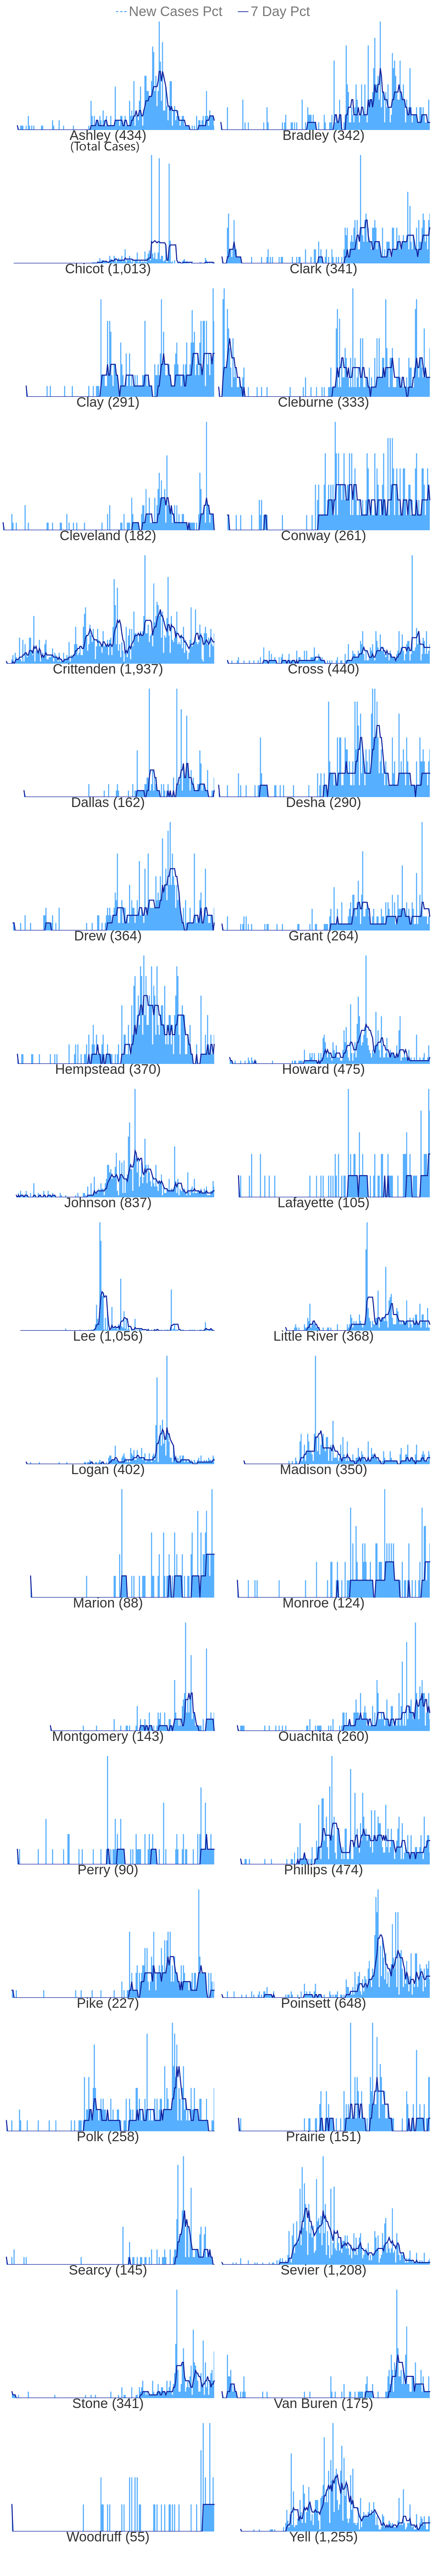 New Cases Pct 7 Day Pct
Ashley (434) Bradley (342)
(Total Cases)
Chicot (1,013) Clark (341)
Clay (291) Cleburne (333)
Cleveland (182) Conway (261)
Crittenden (1,937) Cross (440)
Dallas (162) Desha (290)
Drew (364) Grant (264)
Hempstead (370) Howard (475)
Johnson (837) Lafayette (105)
Lee (1,056) Little River (368)
Logan (402) Madison (350)
Marion (88) Monroe (124)
Montgomery (143) Ouachita (260)
Perry (90) Phillips (474)
Pike (227) Poinsett (648)
Polk (258) Prairie (151)
Searcy (145) Sevier (1,208)
Stone (341) Van Buren (175)
Woodruff (55) Yell (1,255)